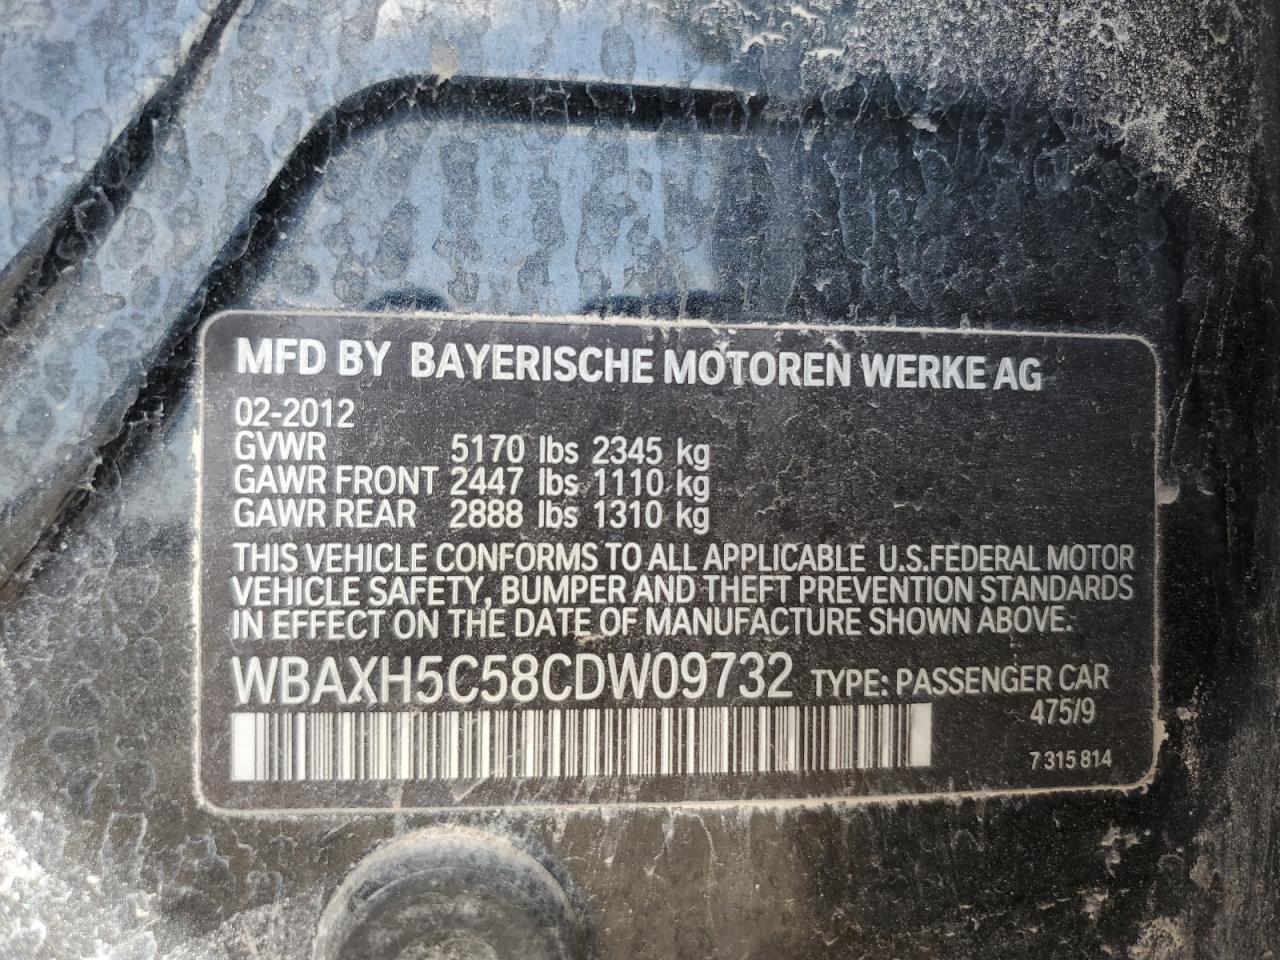 MFD BY BAYERISCHE MOTOREN WERKE AG
02-2012
GVWR 5170 lbs 2345 kg
GAWR FRONT 2447 lbs 1110 kg
GAWR REAR 2888 lbs 1310 kg
THIS VEHICLE CONFORMS TO ALL APPLICABLE U.S.FEDERAL MOTOR
VEHICLE SAFETY, BUMPER AND THEFT PREVENTION STANDARDS
IN EFFECT ON THE DATE OF MANUFACTURE SHOWN ABOVE.
WBAXH5C58CDW09732 TYPE: PASSENGER CAR
475/9
7 315 814